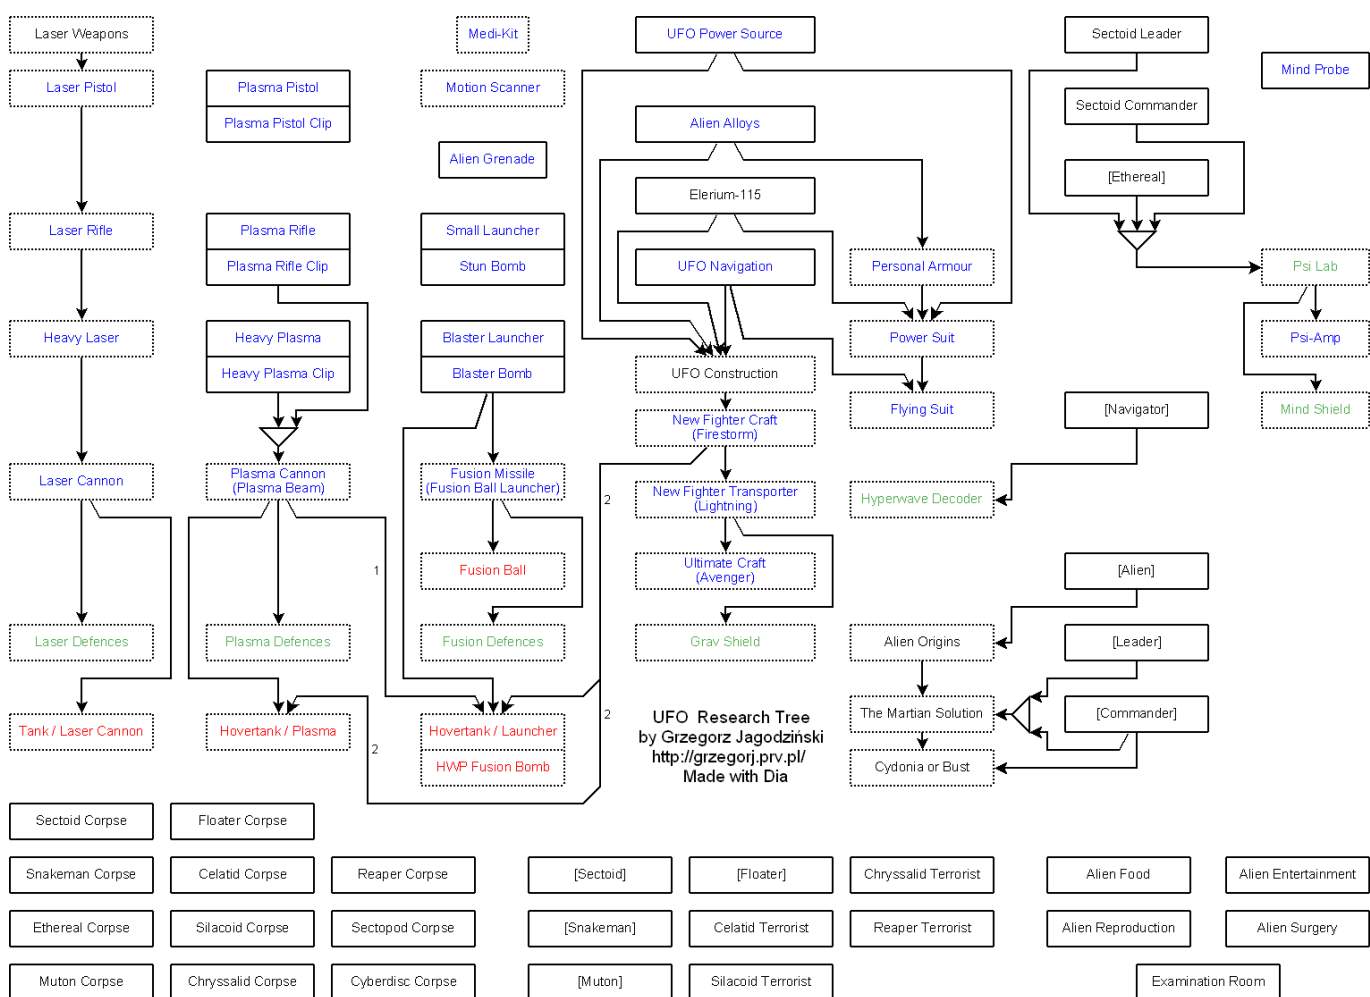 Laser Weapons
Medi-Kit
UFO Power Source
Sectoid Leader
Mind Probe
Laser Pistol
Plasma Pistol
Motion Scanner
Sectoid Commander
Plasma Pistol Clip
Alien Alloys
Alien Grenade
[Ethereal]
Elerium-115
Laser Rifle
Plasma Rifle
Small Launcher
Plasma Rifle Clip
Stun Bomb
UFO Navigation
Personal Armour
Psi Lab
Heavy Laser
Heavy Plasma
Blaster Launcher
Power Suit
Psi-Amp
Heavy Plasma Clip
Blaster Bomb
UFO Construction
New Fighter Craft
(Firestorm)
Flying Suit
[Navigator]
Mind Shield
Laser Cannon
Plasma Cannon
(Plasma Beam)
Fusion Missile
(Fusion Ball Launcher)
2
New Fighter Transporter
(Lightning)
Hyperwave Decoder
1
Fusion Ball
Ultimate Craft
(Avenger)
[Alien]
Laser Defences
Plasma Defences
Fusion Defences
Grav Shield
Alien Origins
[Leader]
Tank / Laser Cannon
Hovertank / Plasma
2
Hovertank / Launcher
HWP Fusion Bomb
2
UFO Research Tree
by Grzegorz Jagodziński
http://grzegorj.prv.pl/
Made with Dia
The Martian Solution
[Commander]
Cydonia or Bust
Sectoid Corpse
Floater Corpse
Snakeman Corpse
Celatid Corpse
Reaper Corpse
[Sectoid]
[Floater]
Chryssalid Terrorist
Alien Food
Alien Entertainment
Ethereal Corpse
Silacoid Corpse
Sectopod Corpse
[Snakeman]
Celatid Terrorist
Reaper Terrorist
Alien Reproduction
Alien Surgery
Muton Corpse
Chryssalid Corpse
Cyberdisc Corpse
[Muton]
Silacoid Terrorist
Examination Room